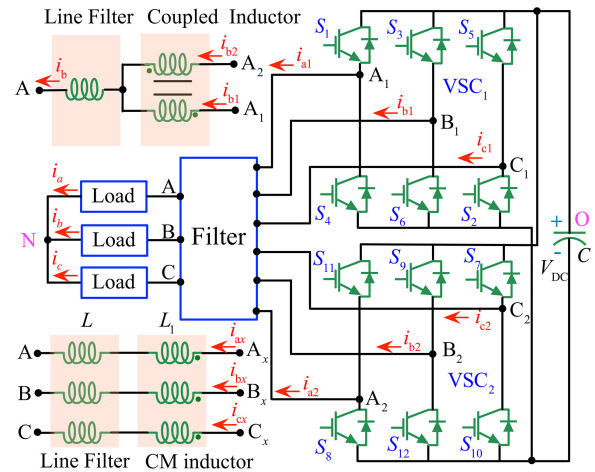 Line Filter Coupled Inductor
i_b i_b2 A_2
A i_b1 A_1
S_1 S_3 S_5
i_a1 A_1 VSC_1
i_b1 B_1
i_c1 C_1
S_4 S_6 S_2
i_a Load A
N i_b Load B Filter
i_c Load C
+ O
- V_DC C
S_11 S_9 S_7
i_c2 C_2
i_b2 B_2
VSC_2
i_a2 A_2
S_8 S_12 S_10
L L_1
A i_ax A_x
B i_bx B_x
C i_cx C_x
Line Filter CM inductor